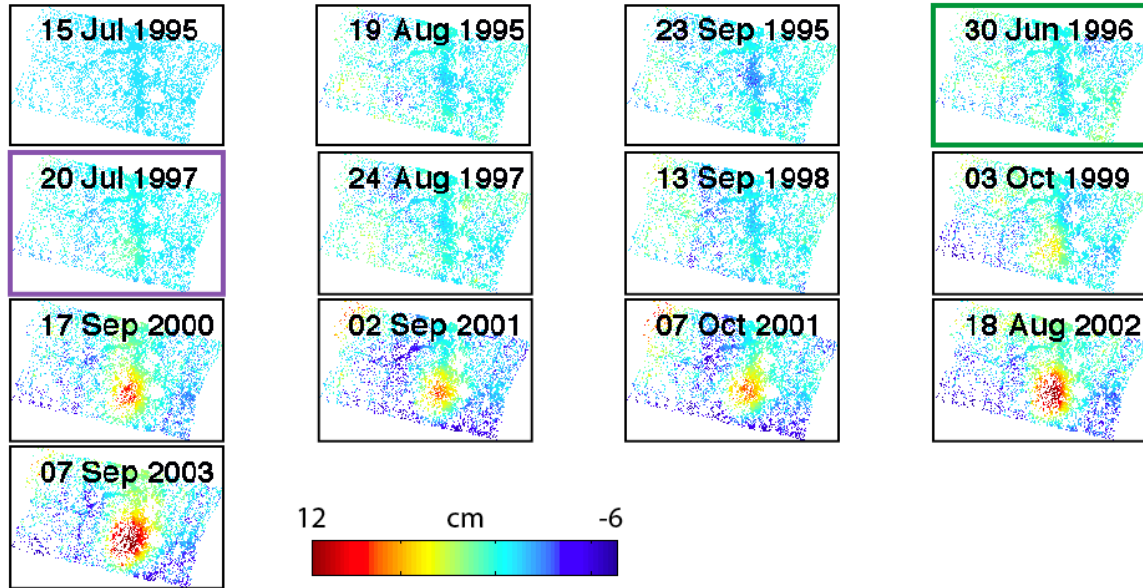 15 Jul 1995
19 Aug 1995
23 Sep 1995
30 Jun 1996
20 Jul 1997
24 Aug 1997
13 Sep 1998
03 Oct 1999
17 Sep 2000
02 Sep 2001
07 Oct 2001
18 Aug 2002
07 Sep 2003
12 cm -6